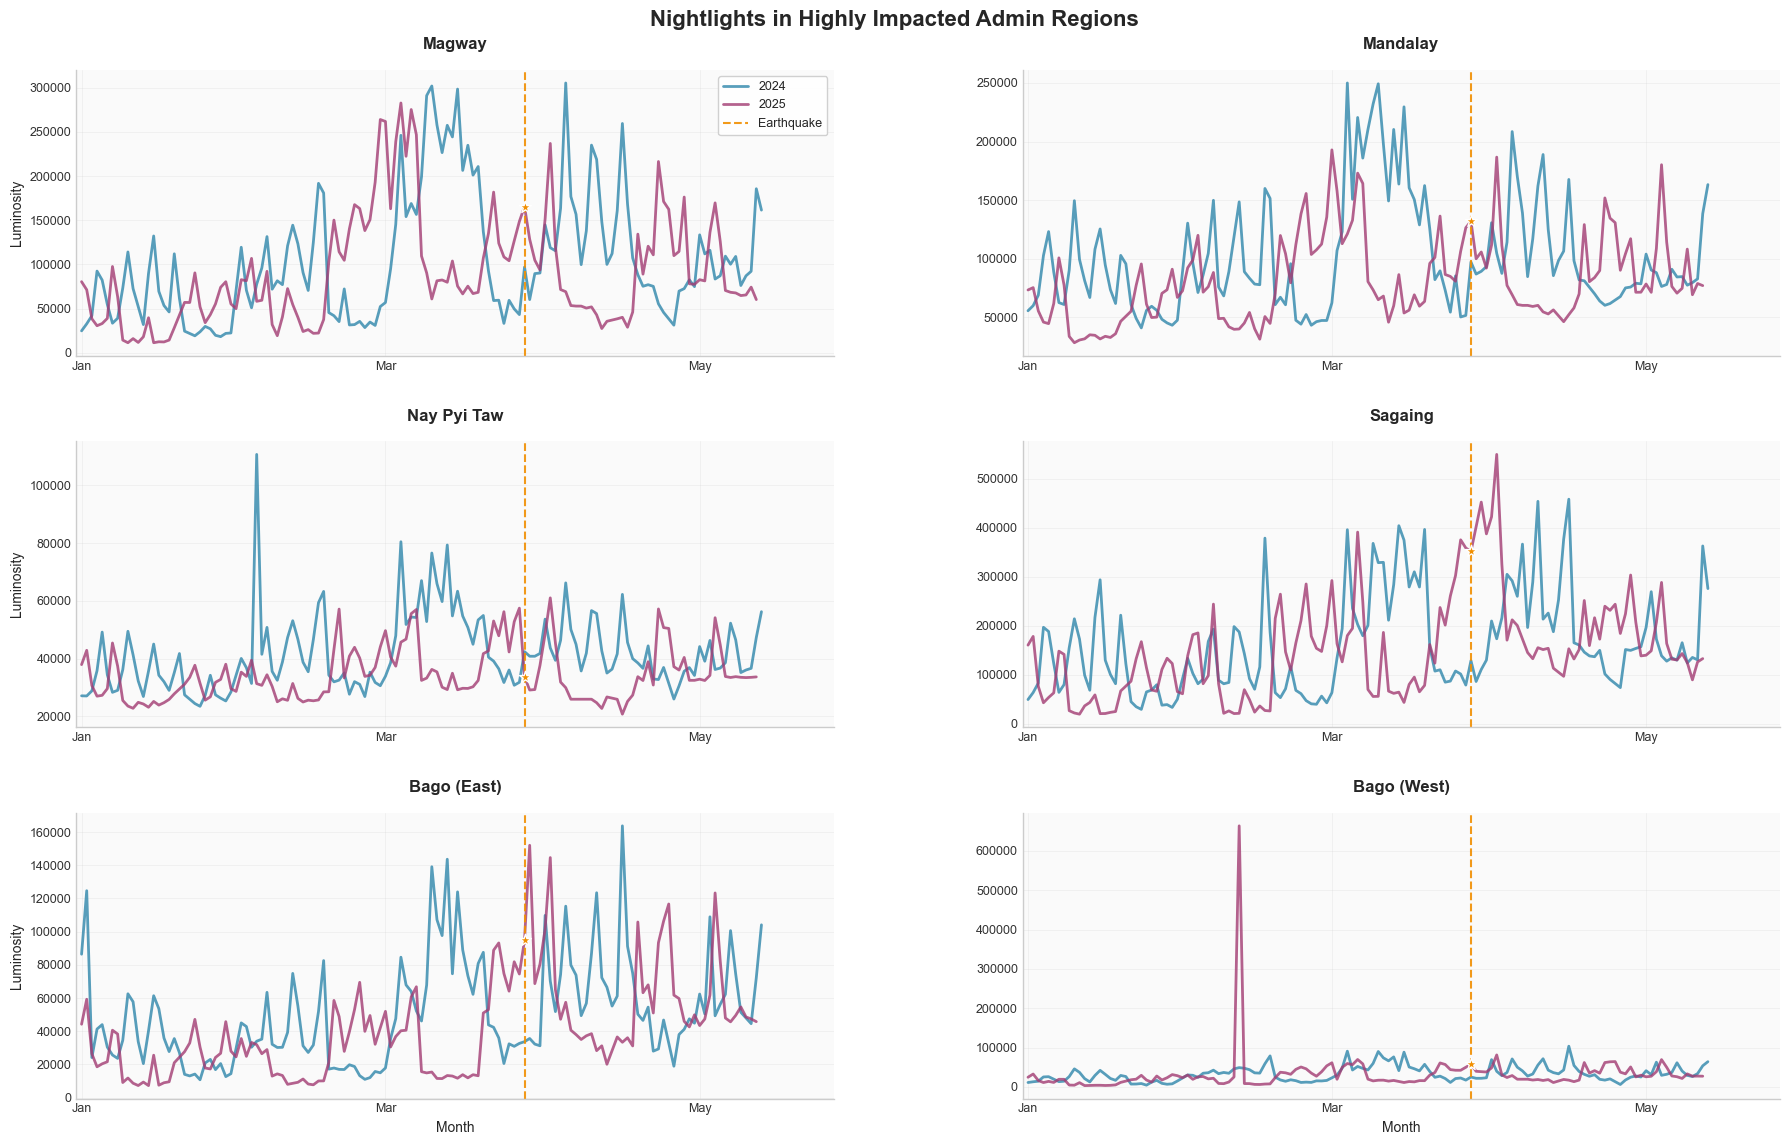 Nightlights in Highly Impacted Admin Regions
Magway
Luminosity
300000
250000
200000
150000
100000
50000
0
Jan
Mar
May
2024
2025
Earthquake
Mandalay
250000
200000
150000
100000
50000
Jan
Mar
May
Nay Pyi Taw
Luminosity
100000
80000
60000
40000
20000
Jan
Mar
May
Sagaing
500000
400000
300000
200000
100000
0
Jan
Mar
May
Bago (East)
Luminosity
160000
140000
120000
100000
80000
60000
40000
20000
0
Jan
Mar
May
Month
Bago (West)
600000
500000
400000
300000
200000
100000
0
Jan
Mar
May
Month